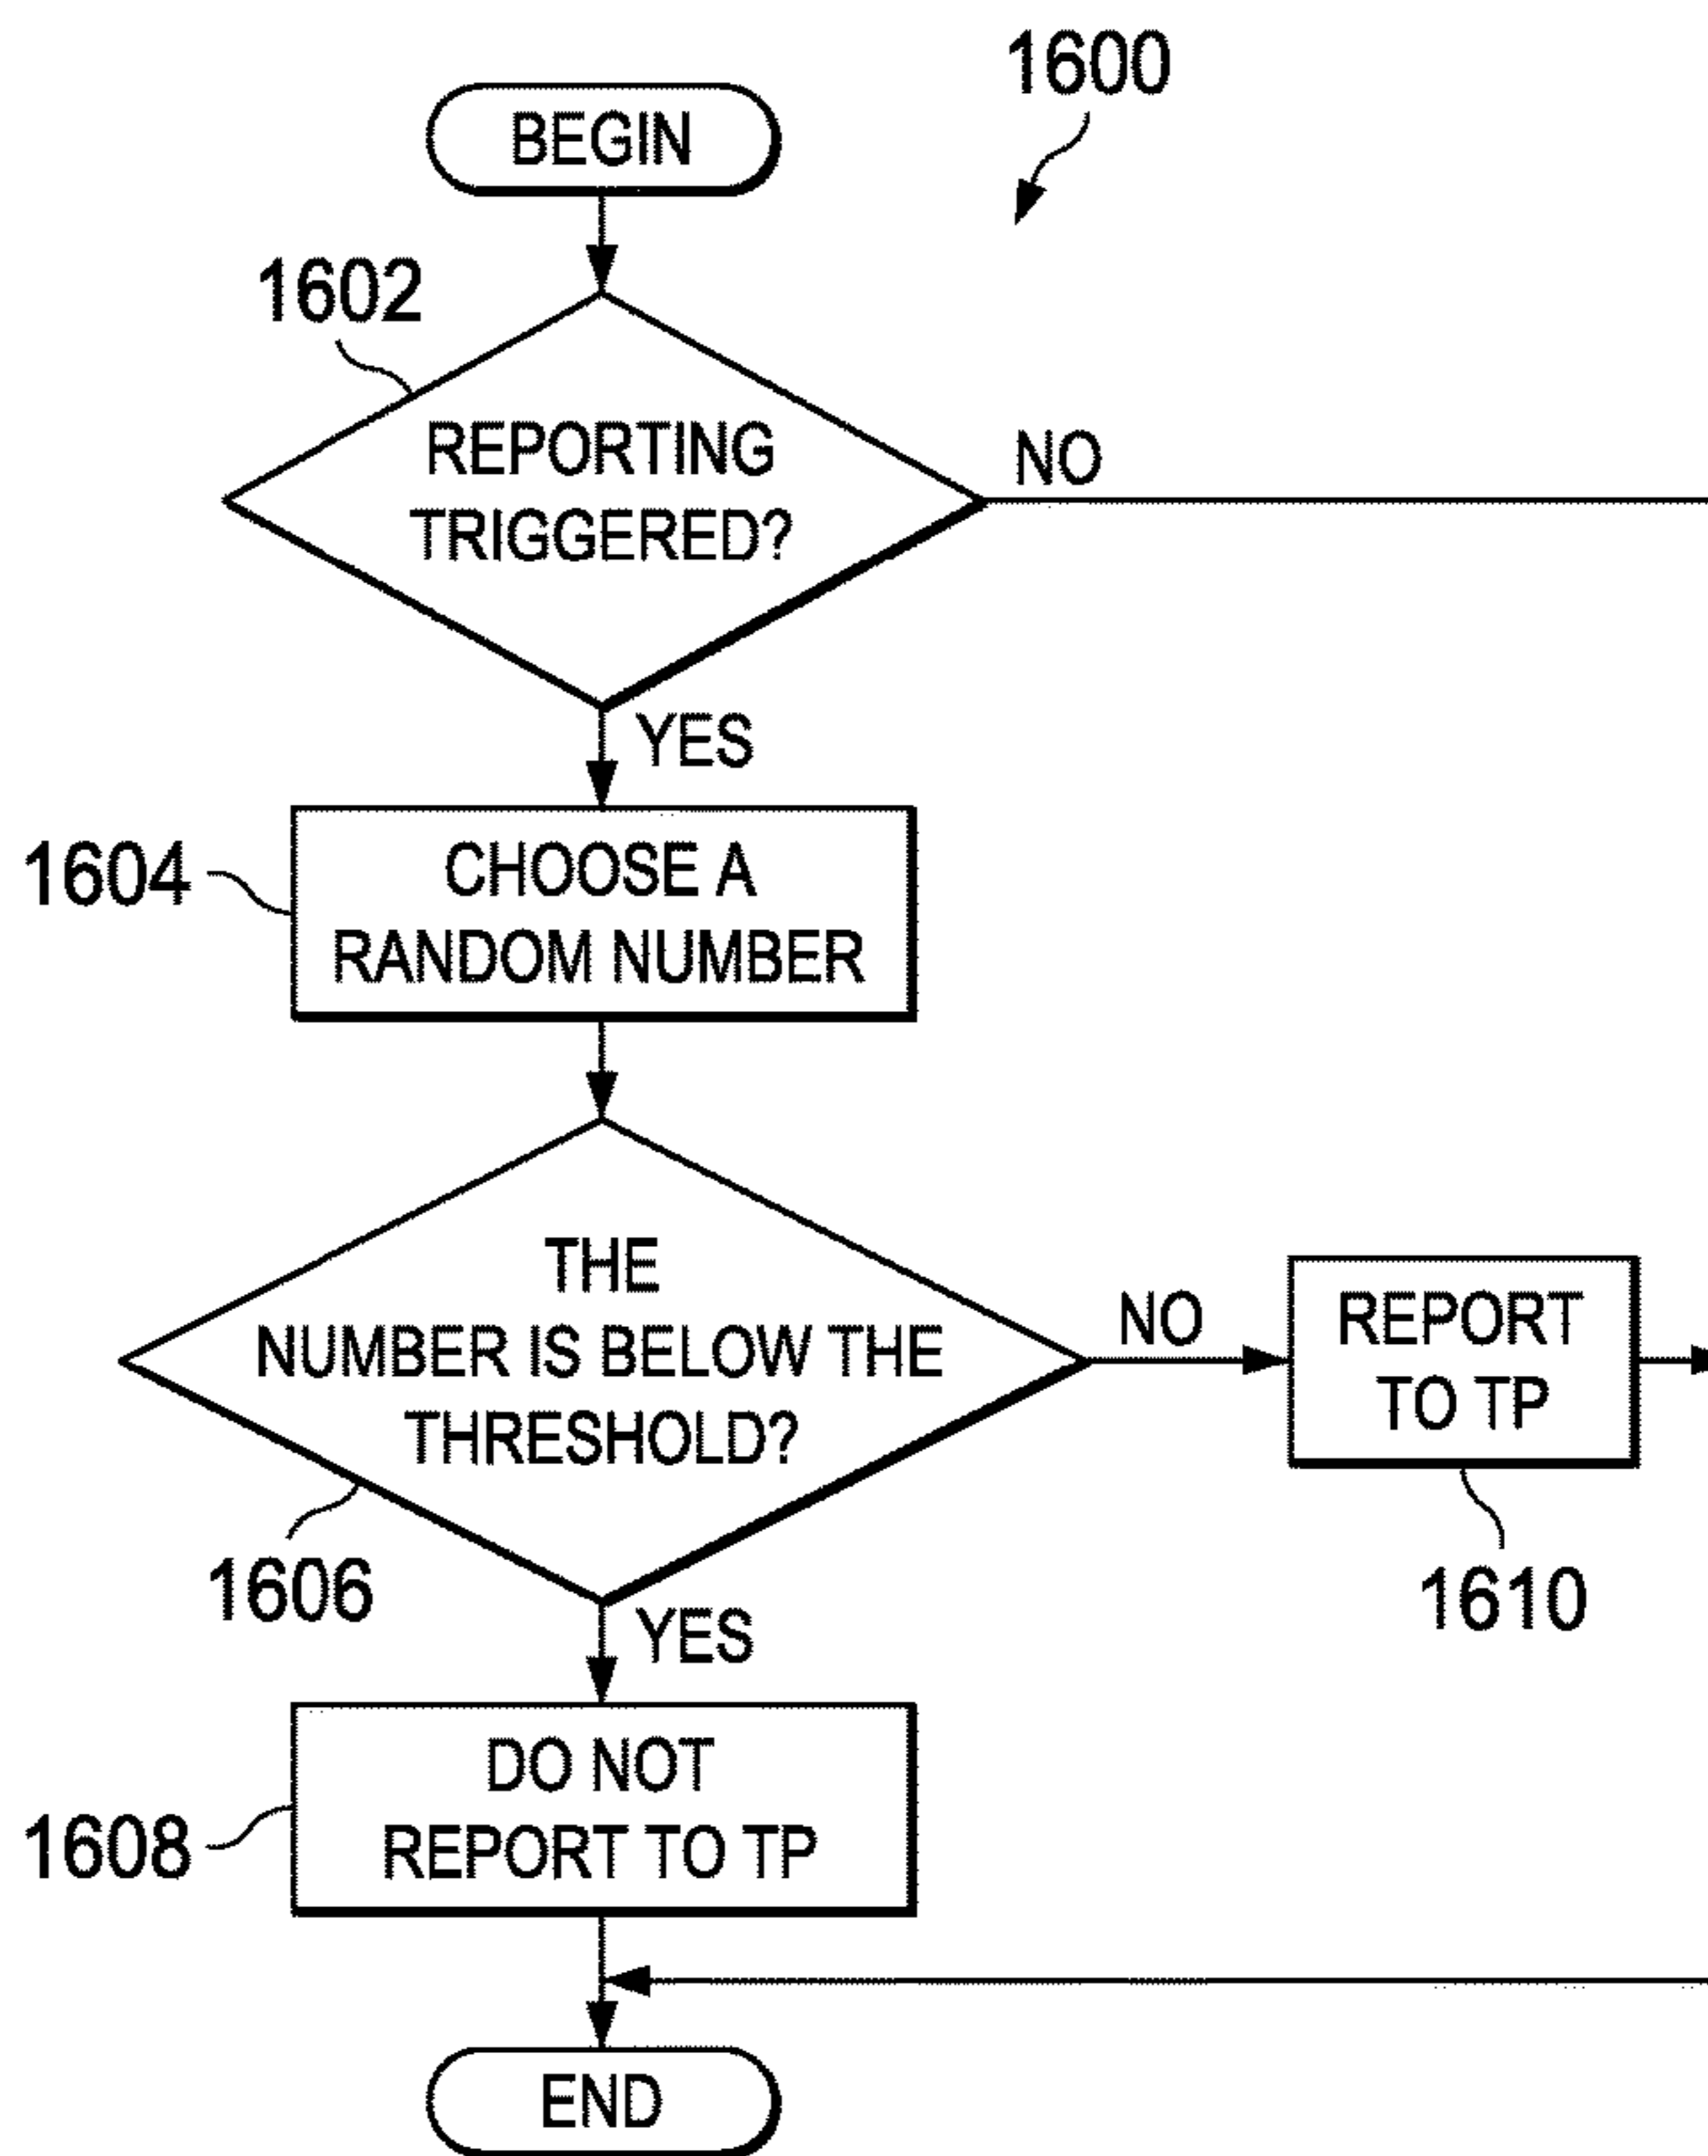 1600
BEGIN
1602
REPORTING
TRIGGERED?
NO
YES
1604
CHOOSE A
RANDOM NUMBER
THE
NUMBER IS BELOW THE
THRESHOLD?
NO
REPORT
TO TP
1606
1610
YES
DO NOT
REPORT TO TP
1608
END